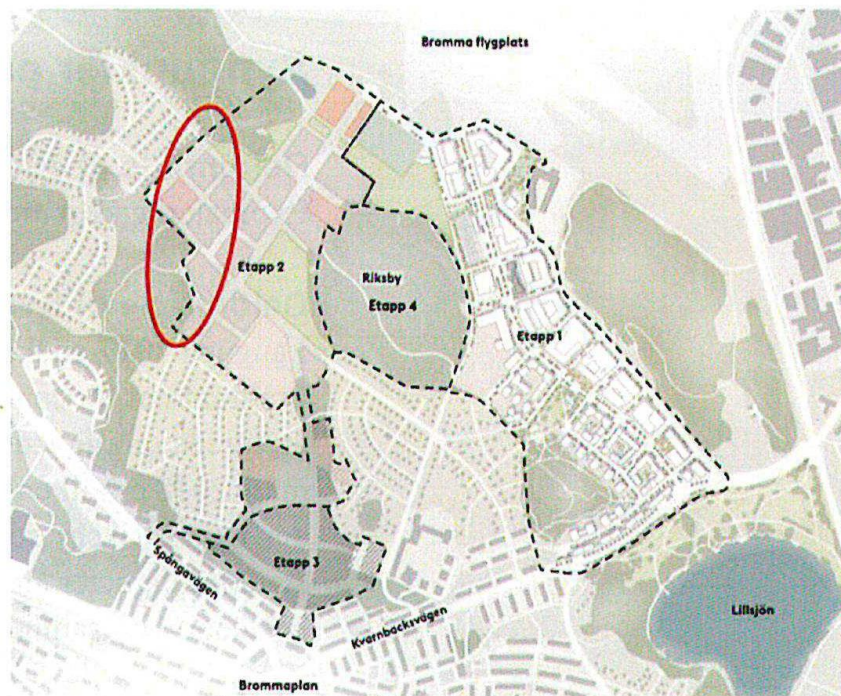 Bromma flygplats
Etapp 2
Riksby
Etapp 4
Etapp 1
Etapp 3
Spångavägen
Kvarnbacksvägen
Lillsjön
Brommaplan